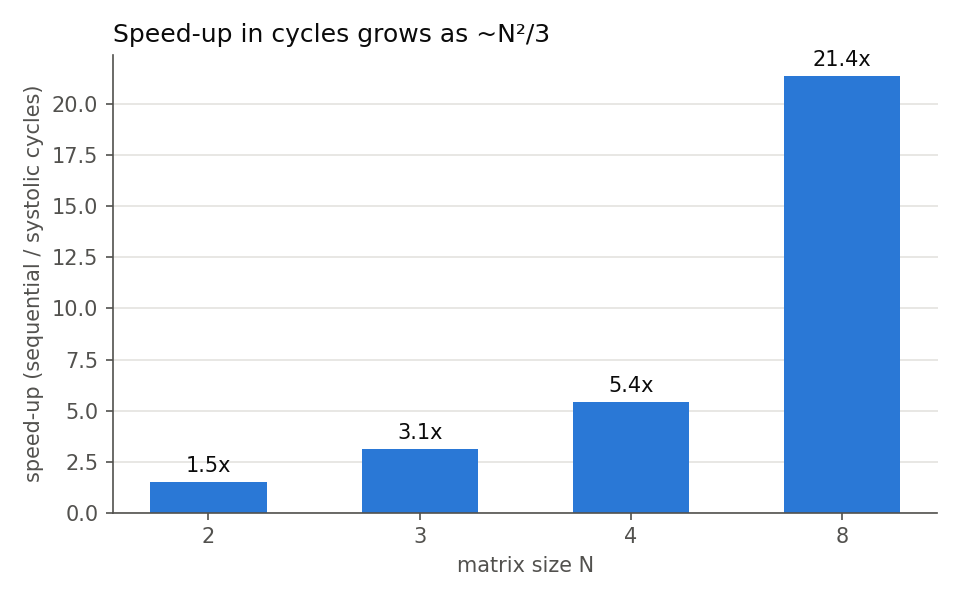 Speed-up in cycles grows as ~N²/3
speed-up (sequential / systolic cycles)
20.0
17.5
15.0
12.5
10.0
7.5
5.0
2.5
0.0
1.5x
3.1x
5.4x
21.4x
2
3
4
8
matrix size N